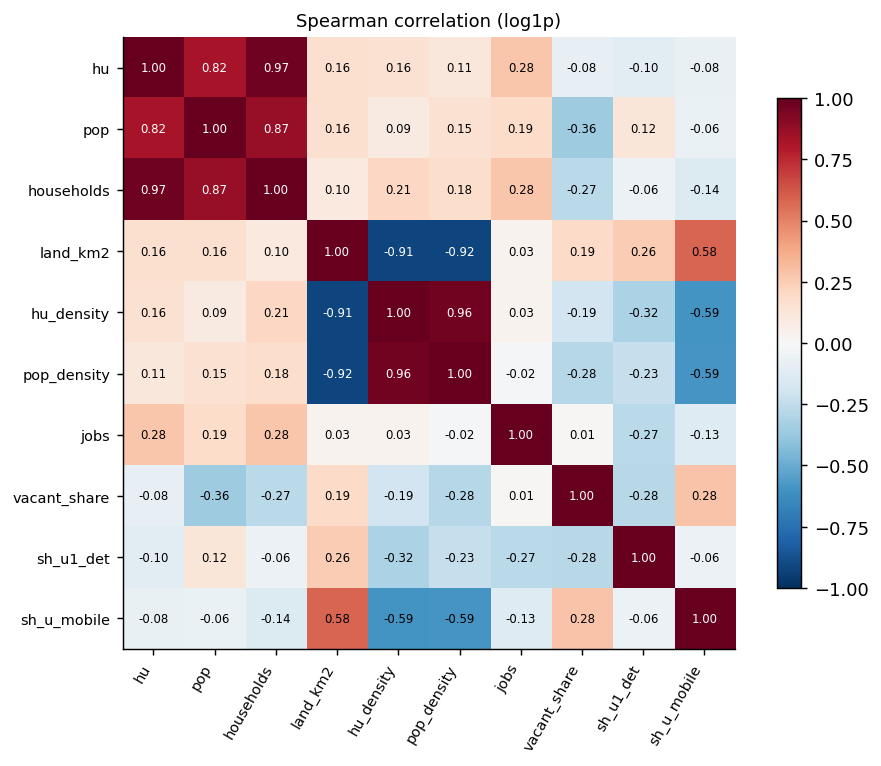 Spearman correlation (log1p)
hu 1.00 0.82 0.97 0.16 0.16 0.11 0.28 -0.08 -0.10 -0.08
pop 0.82 1.00 0.87 0.16 0.09 0.15 0.19 -0.36 0.12 -0.06
households 0.97 0.87 1.00 0.10 0.21 0.18 0.28 -0.27 -0.06 -0.14
land_km2 0.16 0.16 0.10 1.00 -0.91 -0.92 0.03 0.19 0.26 0.58
hu_density 0.16 0.09 0.21 -0.91 1.00 0.96 0.03 -0.19 -0.32 -0.59
pop_density 0.11 0.15 0.18 -0.92 0.96 1.00 -0.02 -0.28 -0.23 -0.59
jobs 0.28 0.19 0.28 0.03 0.03 -0.02 1.00 0.01 -0.27 -0.13
vacant_share -0.08 -0.36 -0.27 0.19 -0.19 -0.28 0.01 1.00 -0.28 0.28
sh_u1_det -0.10 0.12 -0.06 0.26 -0.32 -0.23 -0.27 -0.28 1.00 -0.06
sh_u_mobile -0.08 -0.06 -0.14 0.58 -0.59 -0.59 -0.13 0.28 -0.06 1.00
hu pop households land_km2 hu_density pop_density jobs vacant_share sh_u1_det sh_u_mobile
1.00
0.75
0.50
0.25
0.00
−0.25
−0.50
−0.75
−1.00